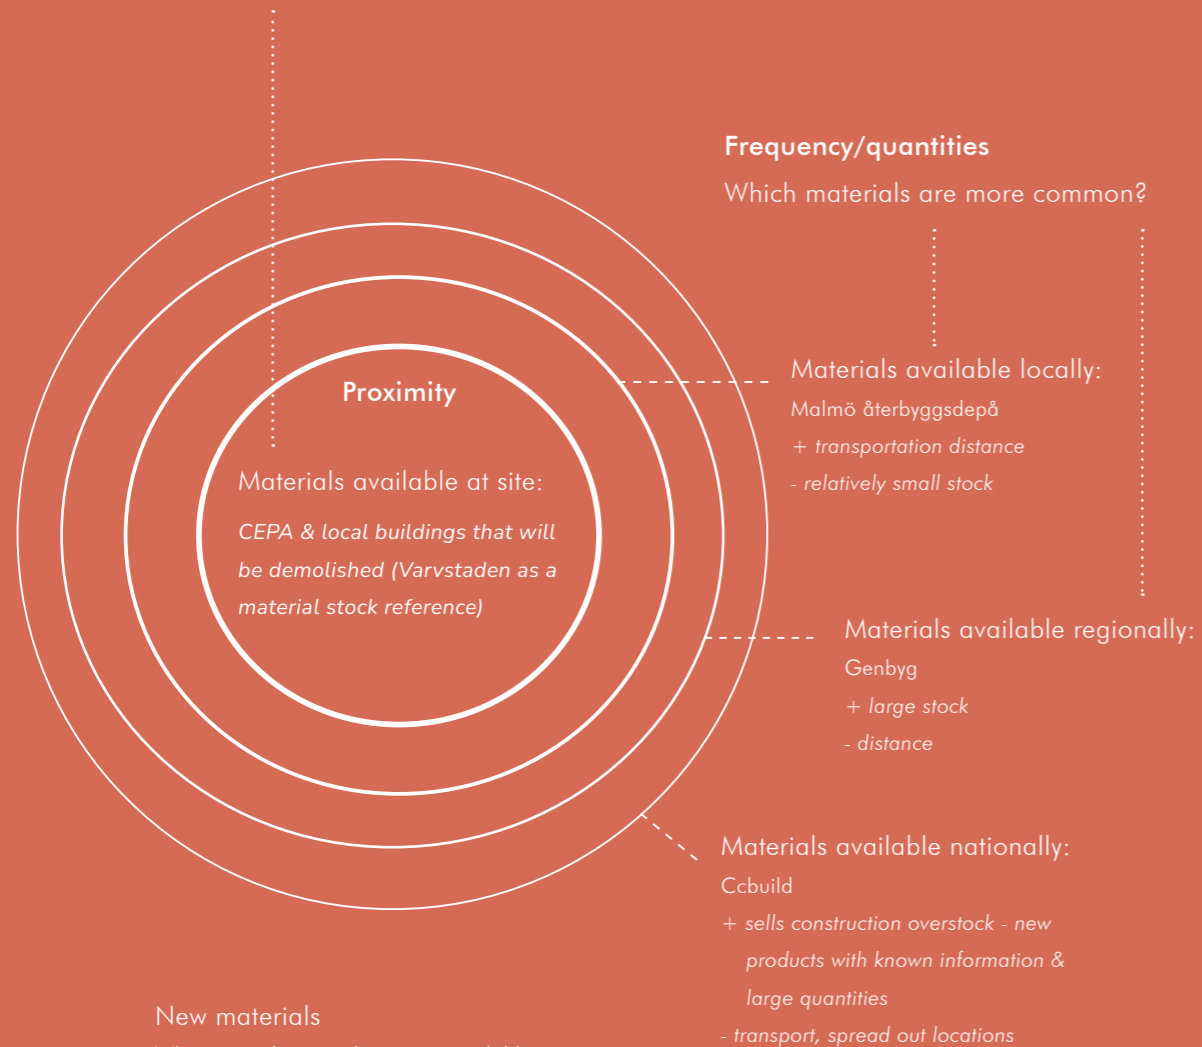 Frequency/quantities
Which materials are more common?
Proximity
Materials available at site:
CEPA & local buildings that will
be demolished (Varvstaden as a
material stock reference)
Materials available locally:
Malmö återbyggsdepå
+ transportation distance
- relatively small stock
Materials available regionally:
Genbyg
+ large stock
- distance
Materials available nationally:
Ccbuild
+ sells construction overstock - new
products with known information &
large quantities
- transport, spread out locations
New materials